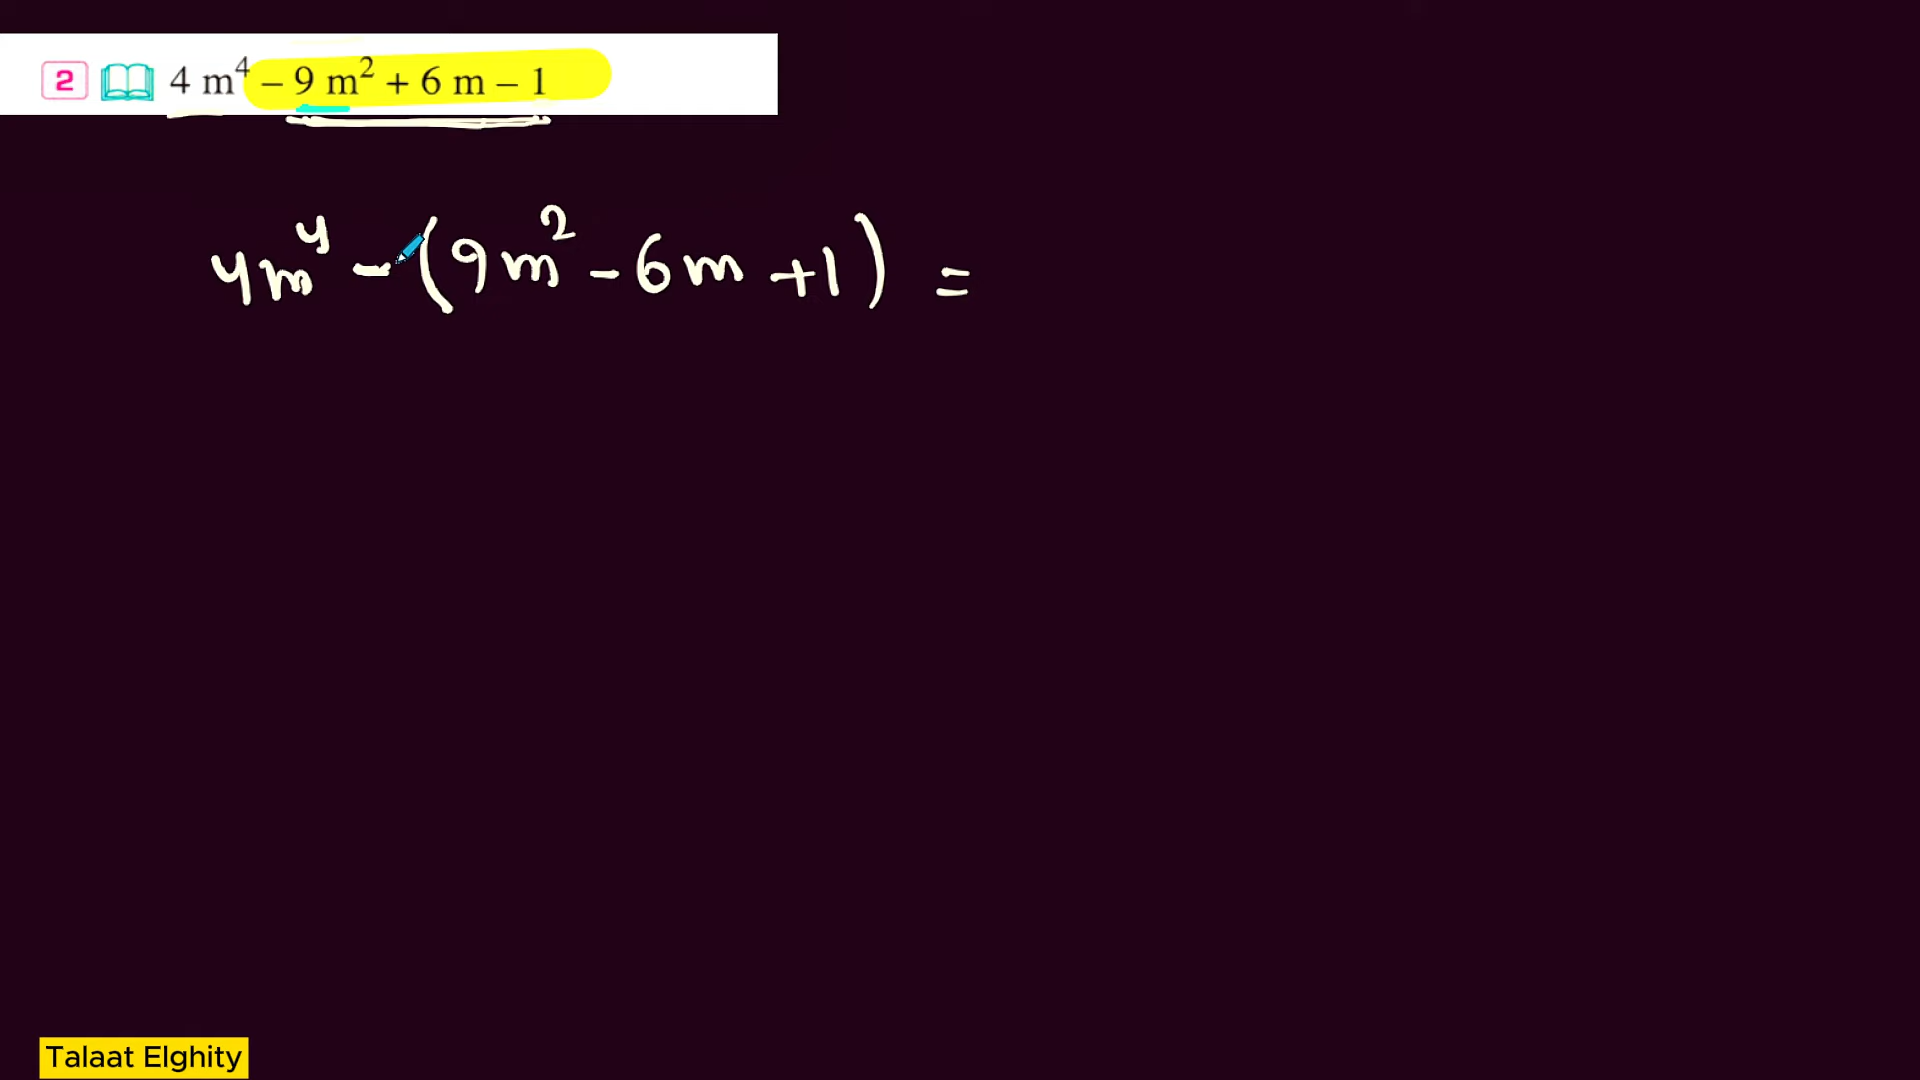 2 4 m⁴ – 9 m² + 6 m – 1
4m⁴ - (9m² - 6m + 1) =
Talaat Elghity